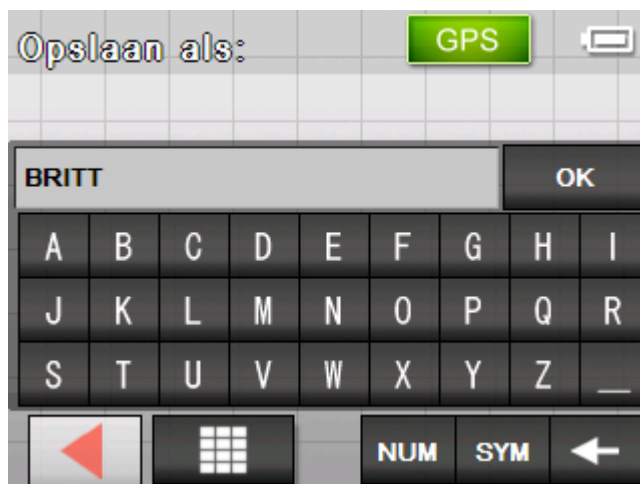 Opslaan als: GPS
BRITT OK
A B C D E F G H I
J K L M N O P Q R
S T U V W X Y Z _
NUM SYM